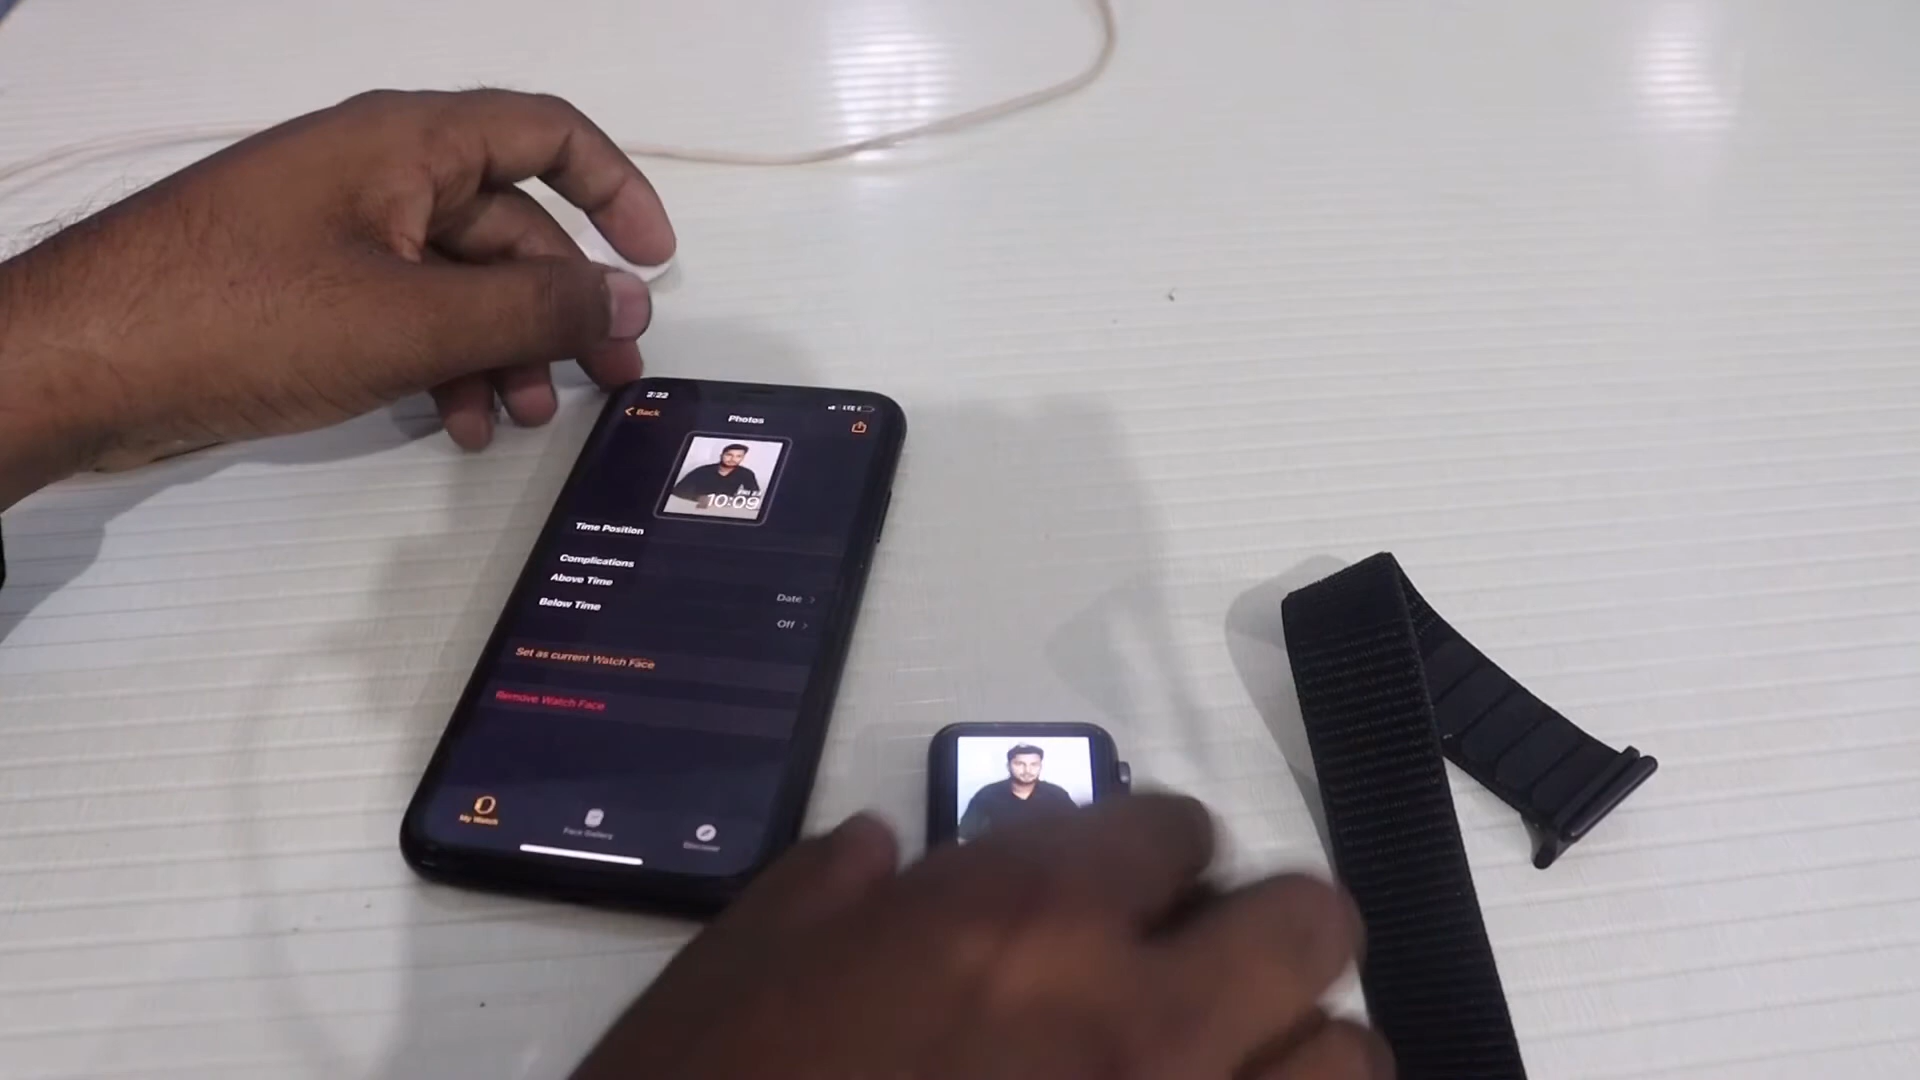 2:22
LTE
Back
Photos
10:09
Time Position
Complications
Above Time
Date
Below Time
Off
Set as current Watch Face
Remove Watch Face
My Watch
Face Gallery
Discover